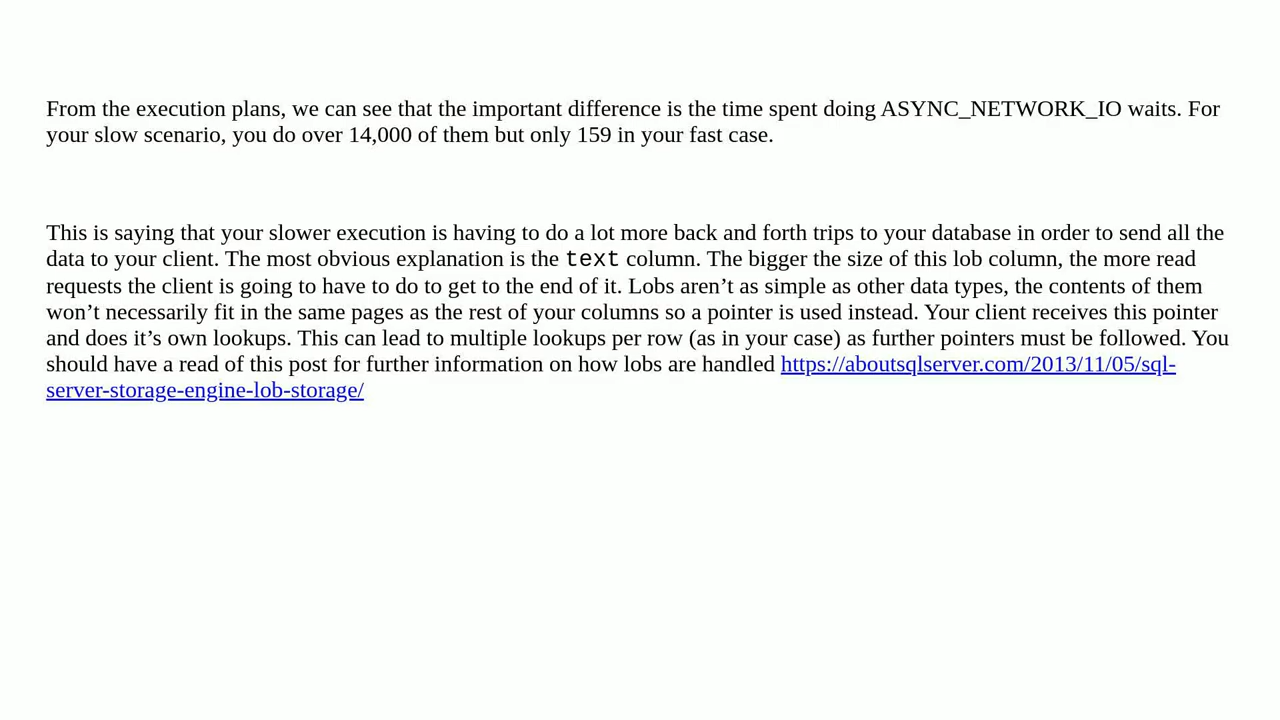 From the execution plans, we can see that the important difference is the time spent doing ASYNC_NETWORK_IO waits. For
your slow scenario, you do over 14,000 of them but only 159 in your fast case.
This is saying that your slower execution is having to do a lot more back and forth trips to your database in order to send all the
data to your client. The most obvious explanation is the text column. The bigger the size of this lob column, the more read
requests the client is going to have to do to get to the end of it. Lobs aren’t as simple as other data types, the contents of them
won’t necessarily fit in the same pages as the rest of your columns so a pointer is used instead. Your client receives this pointer
and does it’s own lookups. This can lead to multiple lookups per row (as in your case) as further pointers must be followed. You
should have a read of this post for further information on how lobs are handled https://aboutsqlserver.com/2013/11/05/sql-
server-storage-engine-lob-storage/